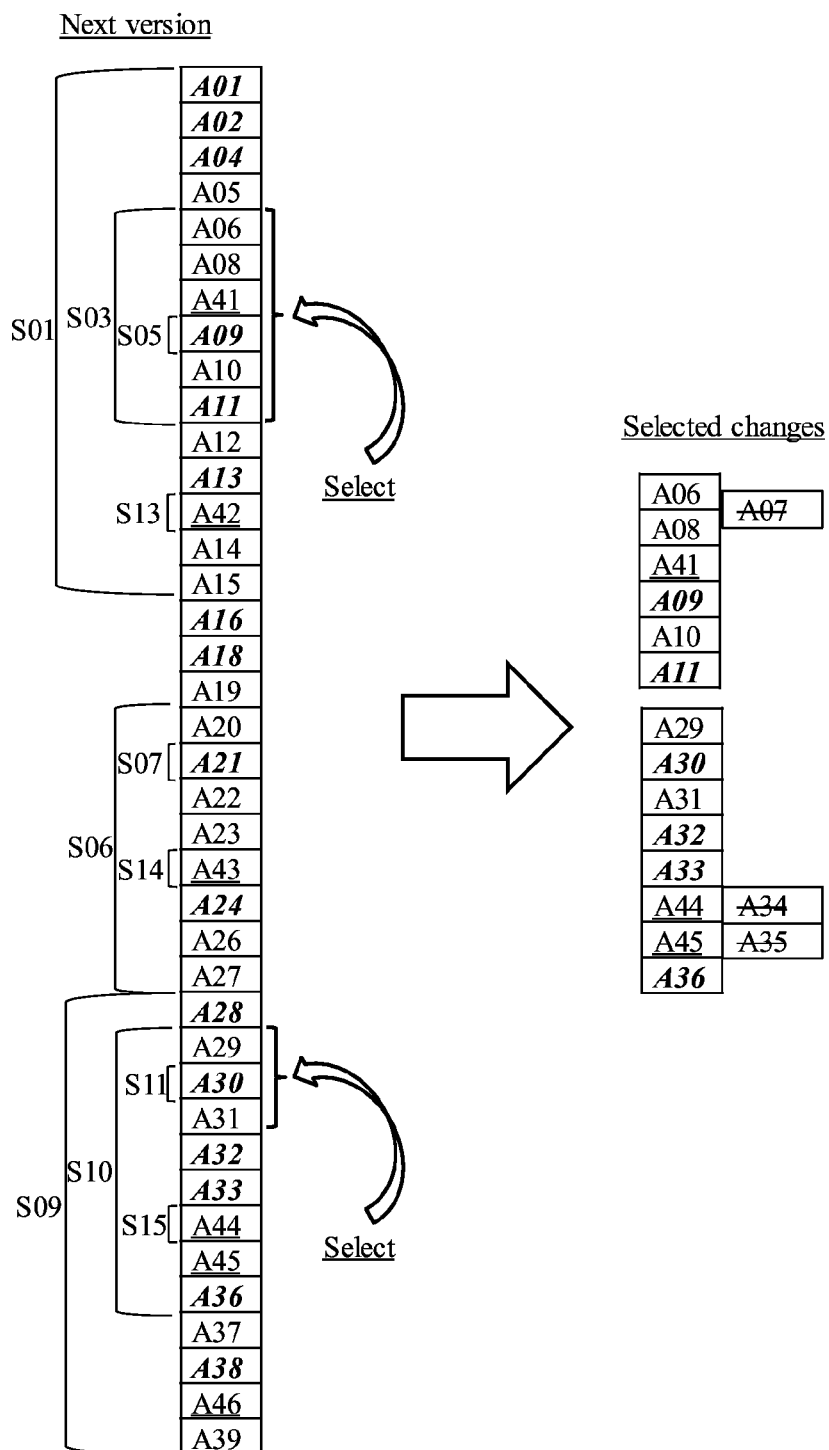 Next version
A01
A02
A04
A05
A06
A08
A41
S01 S03 S05 A09
A10
A11
A12
A13
Select
S13 A42
A14
A15
A16
A18
A19
A20
S07 A21
A22
A23
S06 S14 A43
A24
A26
A27
A28
A29
S11 A30
A31
A32
S10
A33
S09 S15 A44
A45
Select
A36
A37
A38
A46
A39
Selected changes
A06
A07
A08
A41
A09
A10
A11
A29
A30
A31
A32
A33
A44 A34
A45 A35
A36